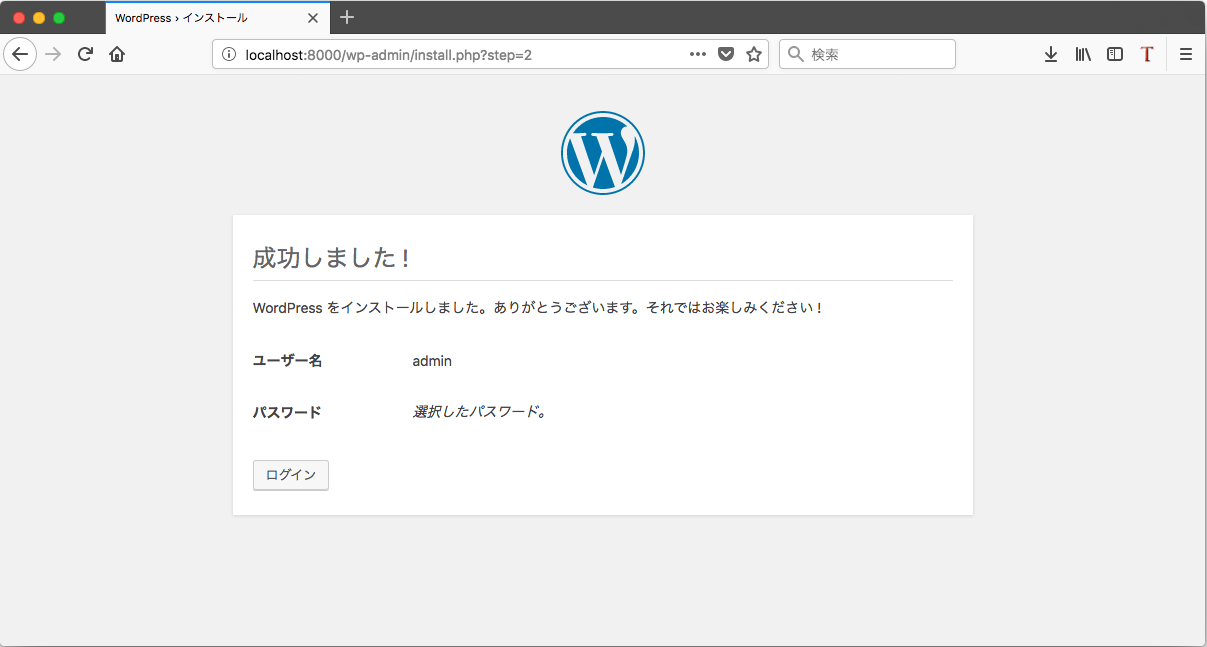 WordPress › インストール
localhost:8000/wp-admin/install.php?step=2
検索
成功しました !
WordPress をインストールしました。ありがとうございます。それではお楽しみください !
ユーザー名 admin
パスワード 選択したパスワード。
ログイン